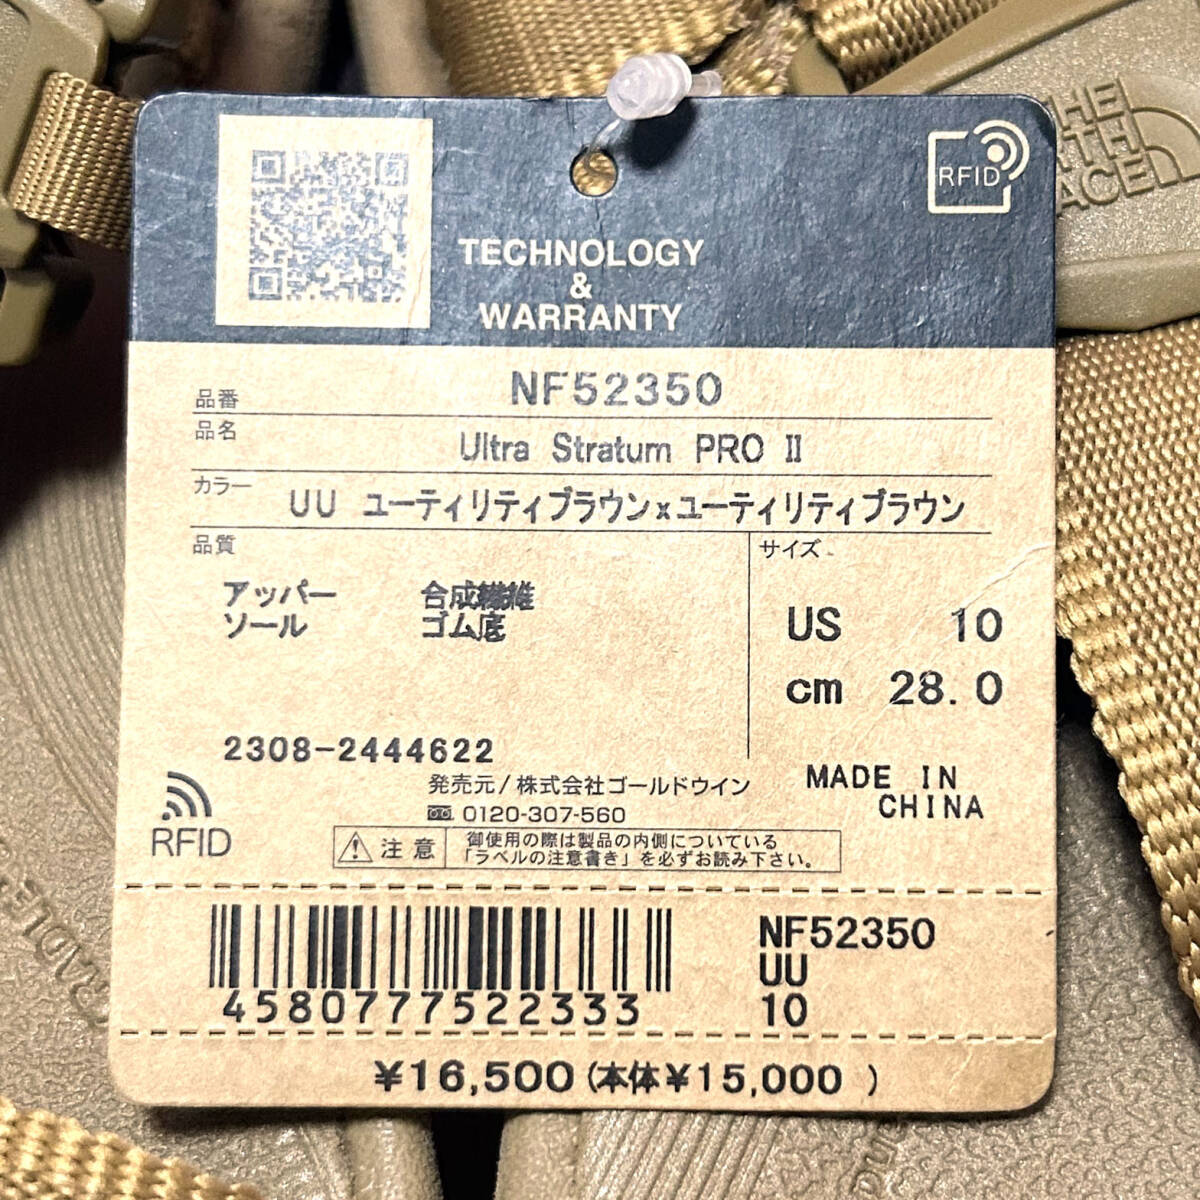 THE
NORTH
FACE
RFID
TECHNOLOGY
&
WARRANTY
品番 NF52350
品名 Ultra Stratum PRO II
カラー UU ユーティリティブラウンxユーティリティブラウン
品質
アッパー 合成繊維
ソール ゴム底
サイズ
US 10
cm 28.0
2308-2444622
発売元/株式会社ゴールドウイン
0120-307-560
MADE IN
CHINA
RFID
注意 御使用の際は製品の内側についている
「ラベルの注意書き」を必ずお読み下さい。
4580777522333
NF52350
UU
10
¥16,500(本体¥15,000 )